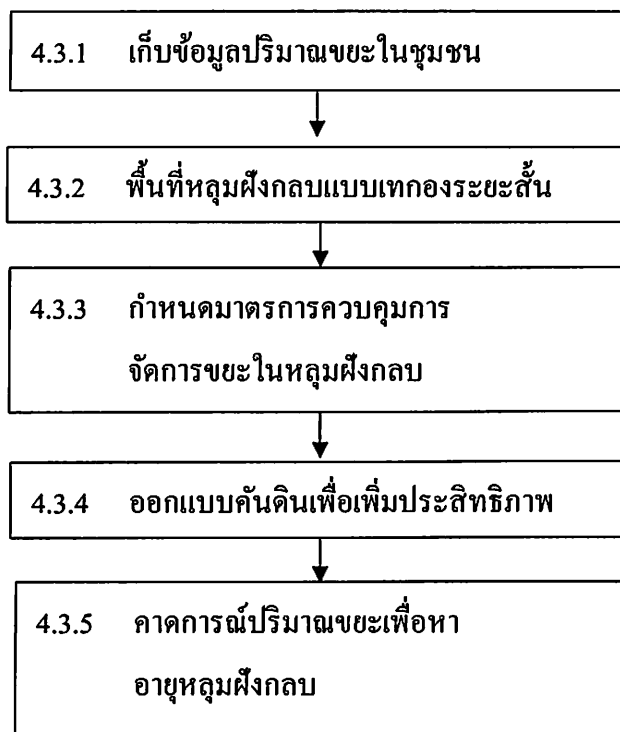 4.3.1 เก็บข้อมูลปริมาณขยะในชุมชน
4.3.2 พื้นที่หลุมฝังกลบแบบเทกองระยะสั้น
4.3.3 กำหนดมาตรการควบคุมการ
จัดการขยะในหลุมฝังกลบ
4.3.4 ออกแบบคันดินเพื่อเพิ่มประสิทธิภาพ
4.3.5 คาดการณ์ปริมาณขยะเพื่อหา
อายุหลุมฝังกลบ